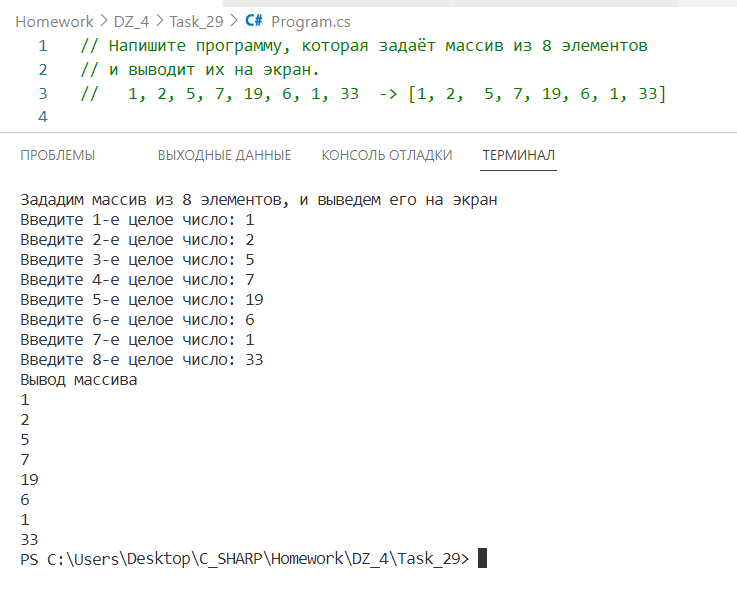 Homework > DZ_4 > Task_29 > C# Program.cs
1 // Напишите программу, которая задаёт массив из 8 элементов
2 // и выводит их на экран.
3 //   1, 2, 5, 7, 19, 6, 1, 33  -> [1, 2,  5, 7, 19, 6, 1, 33]
4
ПРОБЛЕМЫ ВЫХОДНЫЕ ДАННЫЕ КОНСОЛЬ ОТЛАДКИ ТЕРМИНАЛ
Зададим массив из 8 элементов, и выведем его на экран
Введите 1-е целое число: 1
Введите 2-е целое число: 2
Введите 3-е целое число: 5
Введите 4-е целое число: 7
Введите 5-е целое число: 19
Введите 6-е целое число: 6
Введите 7-е целое число: 1
Введите 8-е целое число: 33
Вывод массива
1
2
5
7
19
6
1
33
PS C:\Users\Desktop\C_SHARP\Homework\DZ_4\Task_29>